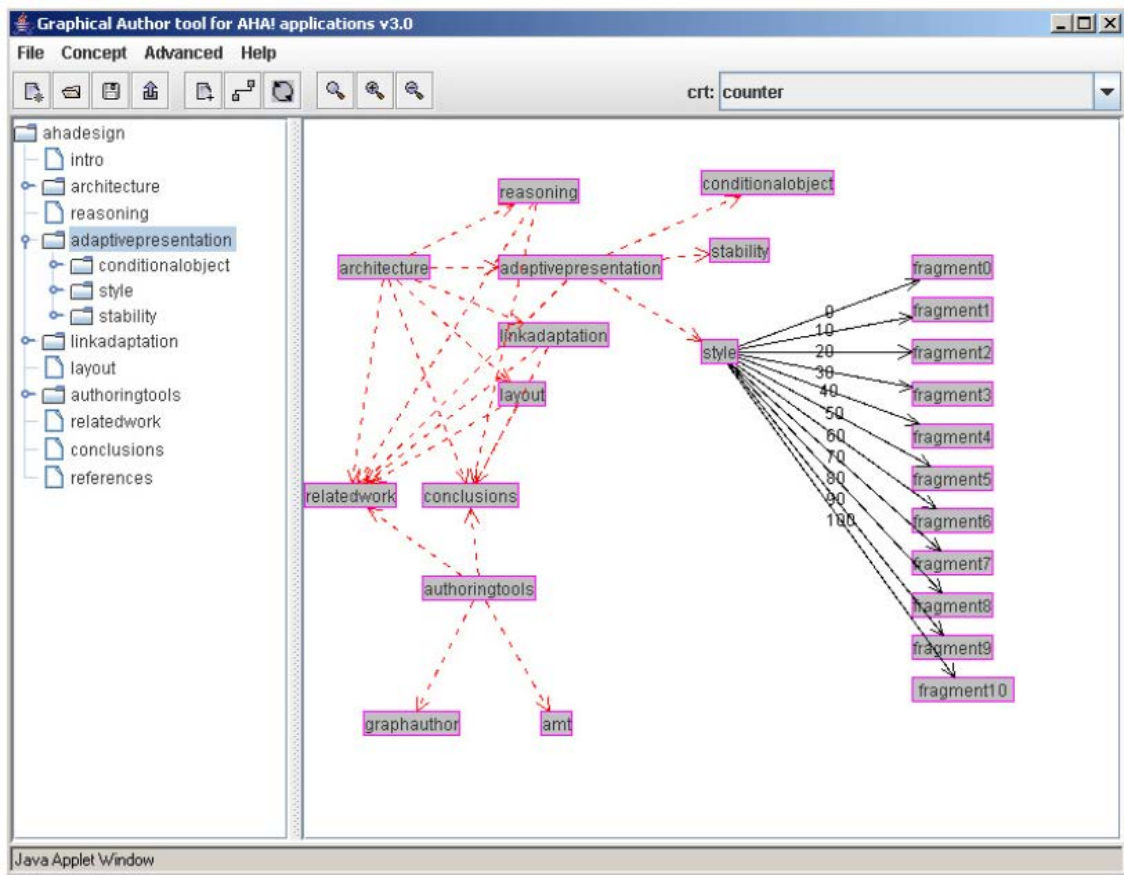 Graphical Author tool for AHA! applications v3.0
File Concept Advanced Help
crt: counter
ahadesign
intro
architecture
reasoning
adaptivepresentation
conditionalobject
style
stability
linkadaptation
layout
authoringtools
relatedwork
conclusions
references
reasoning
conditionalobject
stability
architecture
adaptivepresentation
fragment0
fragment1
linkadaptation
style
fragment2
layout
fragment3
fragment4
fragment5
relatedwork
conclusions
fragment6
fragment7
authoringtools
fragment8
fragment9
fragment10
graphauthor
amt
0
10
20
30
40
50
60
70
80
90
100
Java Applet Window